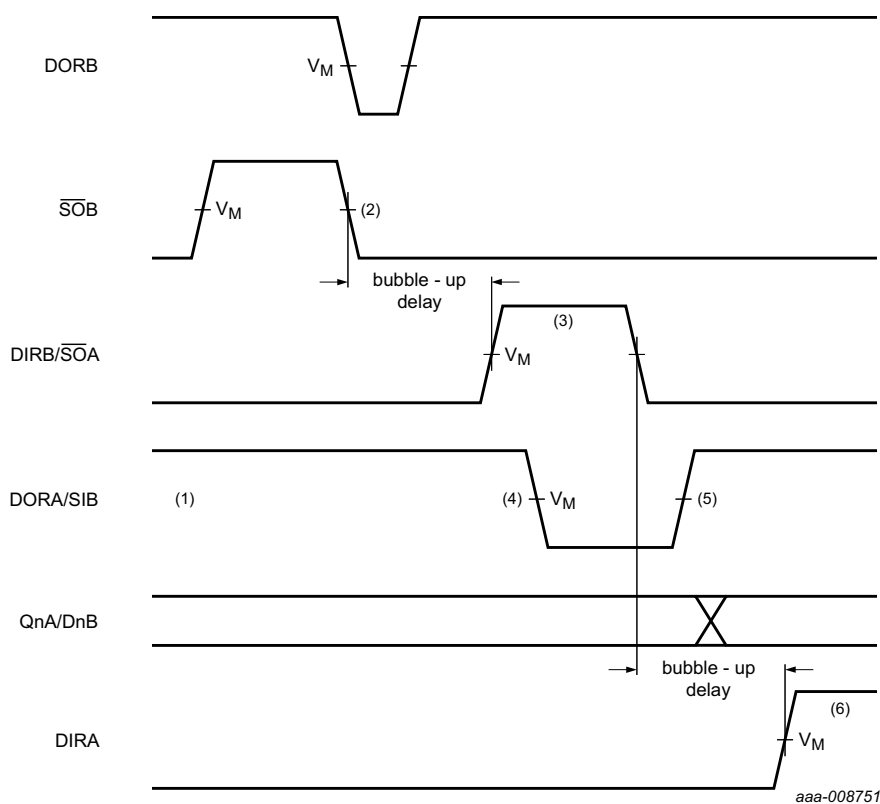 DORB
VM
SOB
VM
(2)
bubble - up
delay
(3)
DIRB/SOA
VM
DORA/SIB
(1)
(4)
VM
(5)
QnA/DnB
bubble - up
delay
(6)
DIRA
VM
aaa-008751